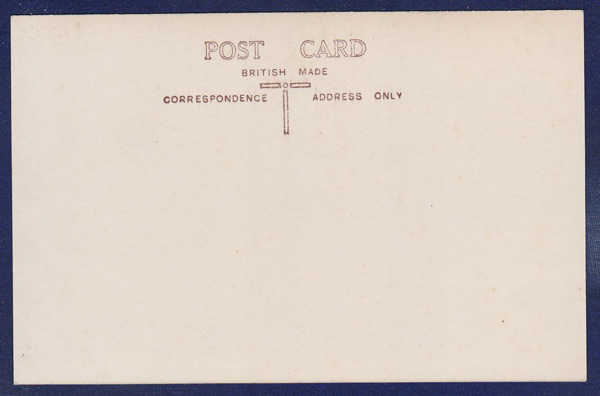 POST CARD
BRITISH MADE
CORRESPONDENCE ADDRESS ONLY